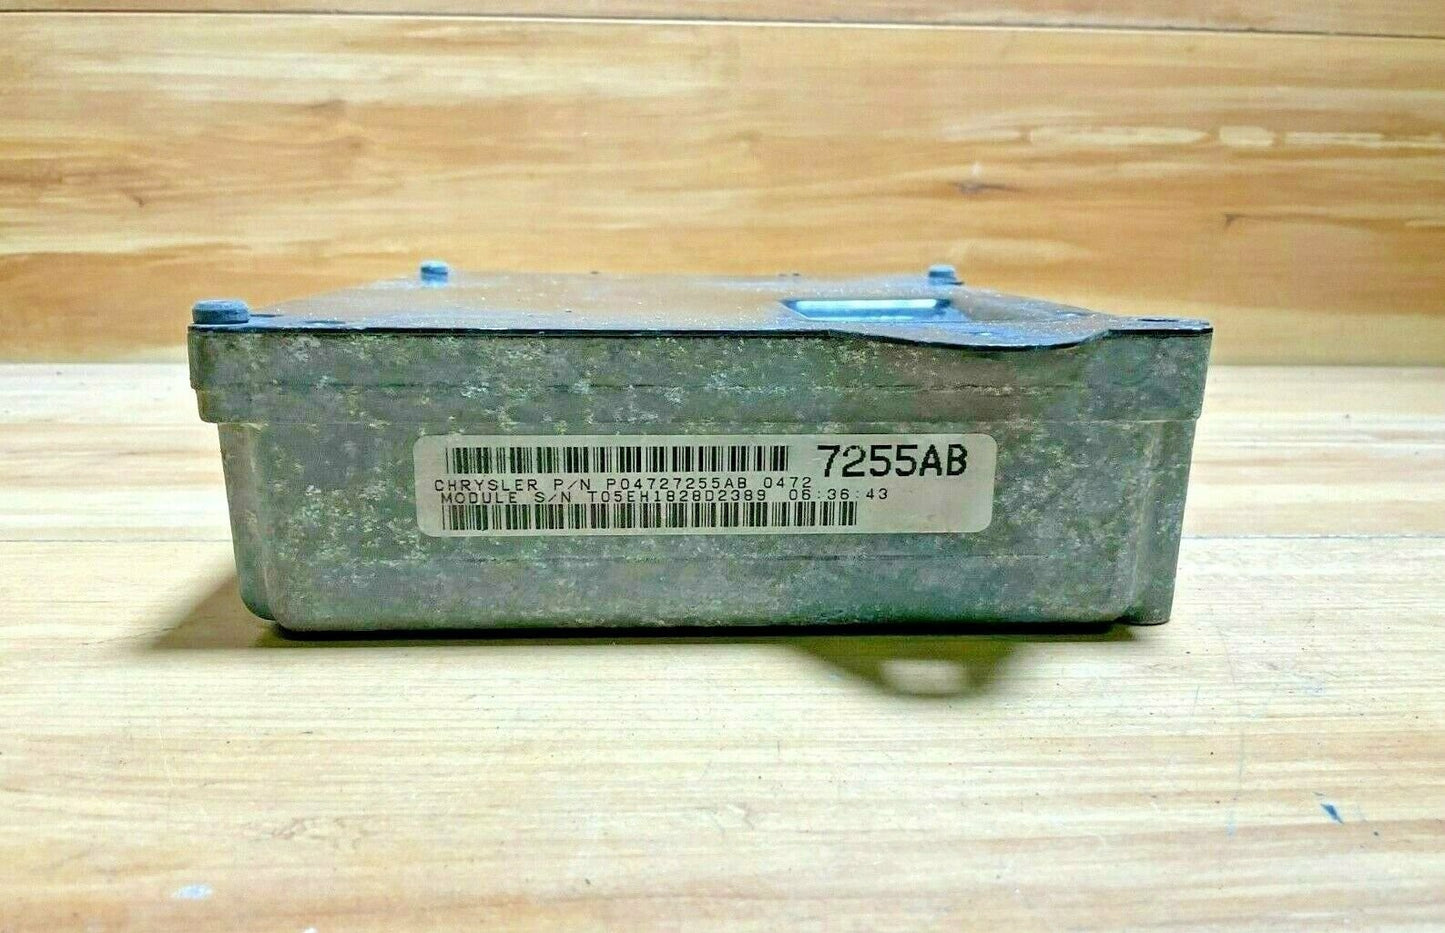 7255AB
CHRYSLER P/N P04727255AB 0472
MODULE S/N T05EH1828D2389 06:36:43